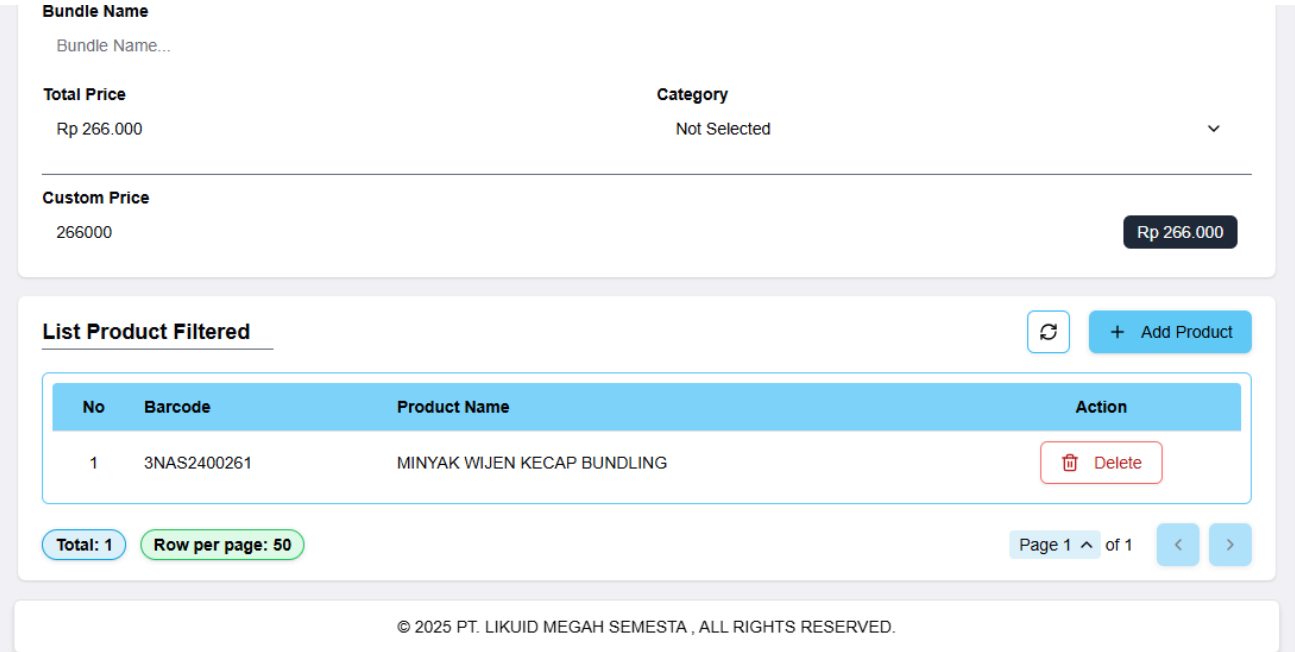 Bundle Name
Bundle Name...
Total Price
Category
Rp 266.000
Not Selected
Custom Price
266000
Rp 266.000
List Product Filtered
+ Add Product
No Barcode Product Name Action
1 3NAS2400261 MINYAK WIJEN KECAP BUNDLING Delete
Total: 1 Row per page: 50 Page 1 of 1
© 2025 PT. LIKUID MEGAH SEMESTA , ALL RIGHTS RESERVED.